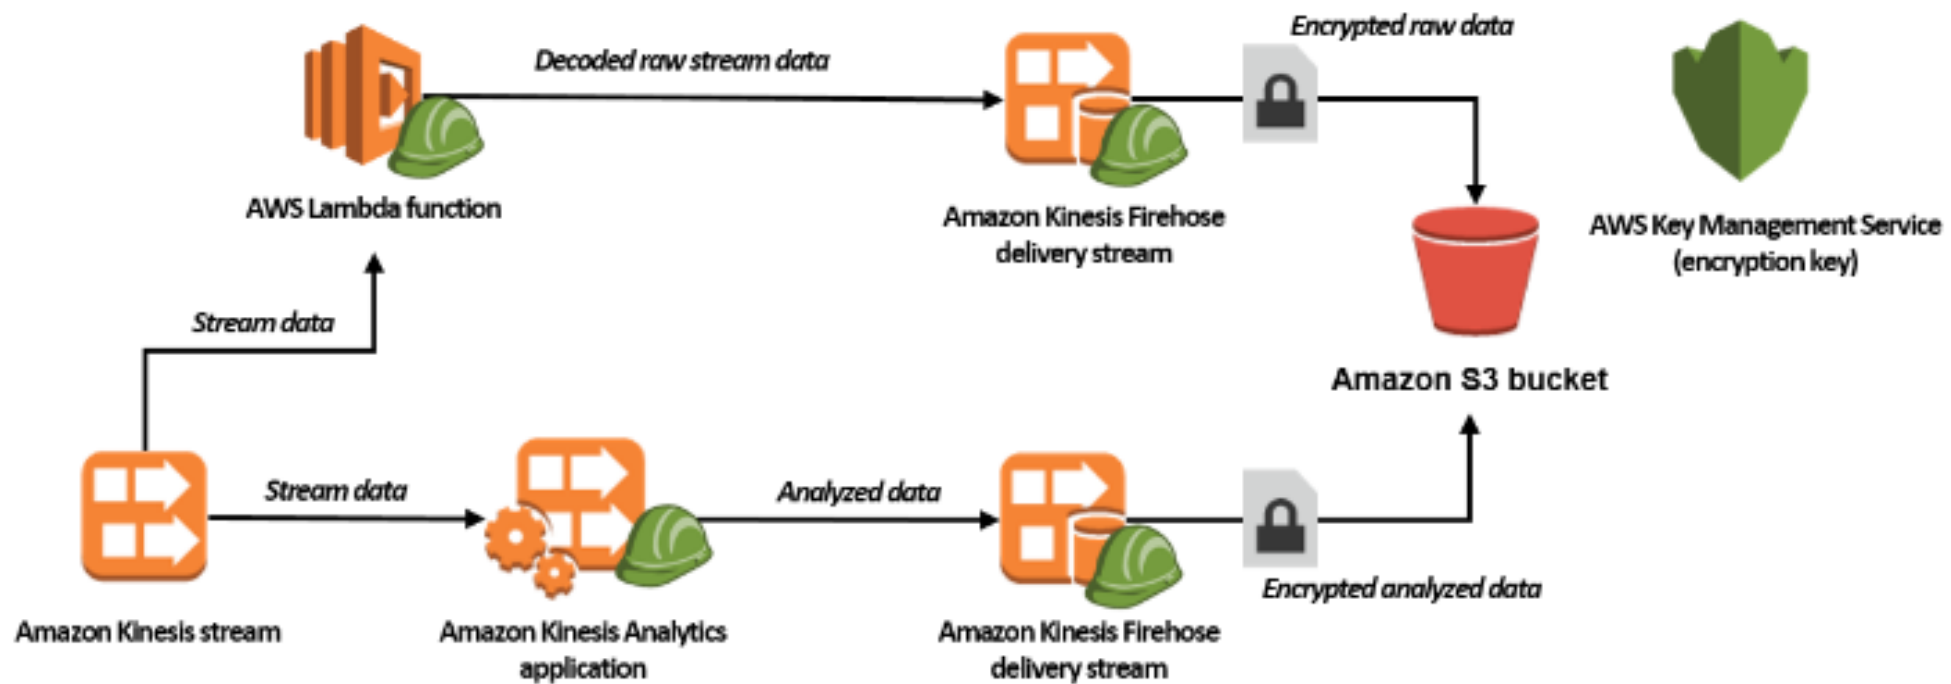 Encrypted raw data
Decoded raw stream data
AWS Lambda function
Amazon Kinesis Firehose
delivery stream
AWS Key Management Service
(encryption key)
Stream data
Amazon S3 bucket
Stream data
Analyzed data
Encrypted analyzed data
Amazon Kinesis stream
Amazon Kinesis Analytics
application
Amazon Kinesis Firehose
delivery stream